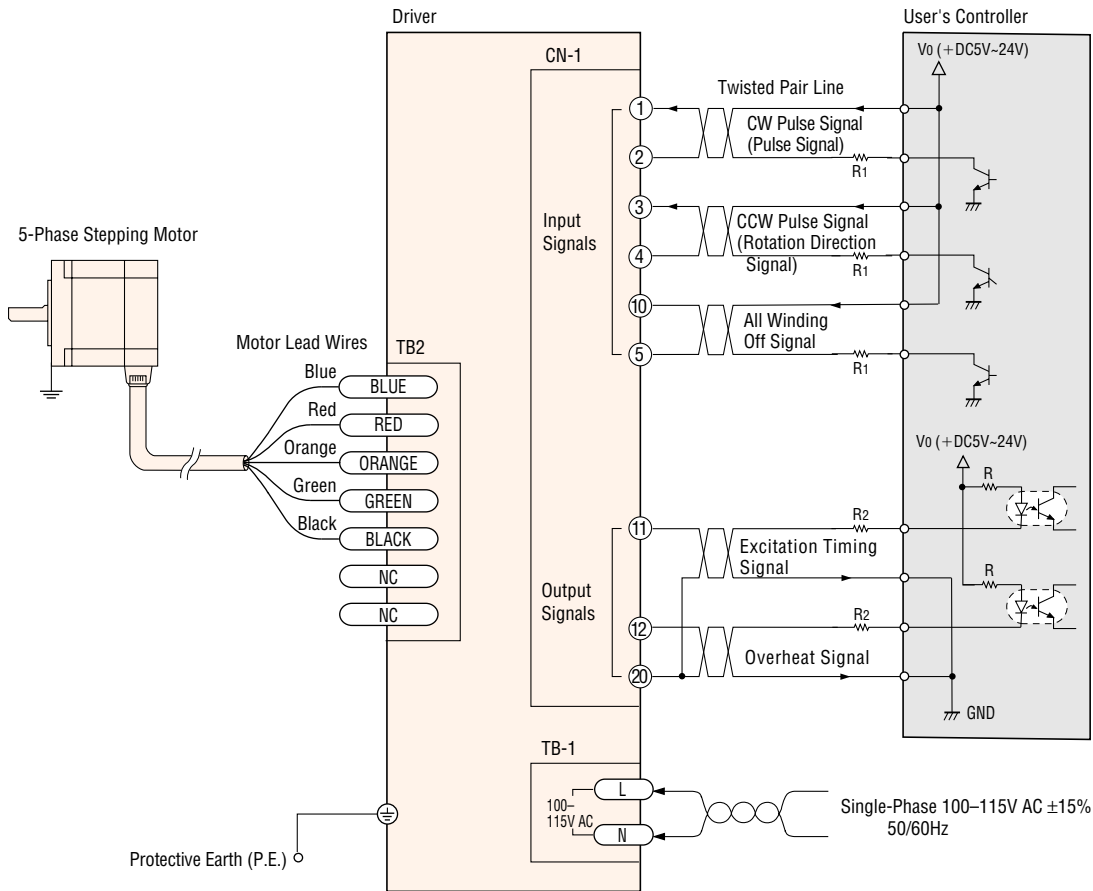 Driver
User's Controller
CN-1
V0 (+DC5V~24V)
Twisted Pair Line
1
CW Pulse Signal
(Pulse Signal)
2
R1
3
Input
Signals
CCW Pulse Signal
(Rotation Direction
Signal)
4
R1
10
All Winding
Off Signal
5
R1
5-Phase Stepping Motor
Motor Lead Wires
TB2
Blue
BLUE
Red
RED
Orange
ORANGE
Green
GREEN
Black
BLACK
NC
NC
V0 (+DC5V~24V)
R
11
R2
Excitation Timing
Signal
Output
Signals
R
12
R2
Overheat Signal
20
GND
TB-1
L
100–
115V AC
N
Single-Phase 100–115V AC ±15%
50/60Hz
Protective Earth (P.E.)